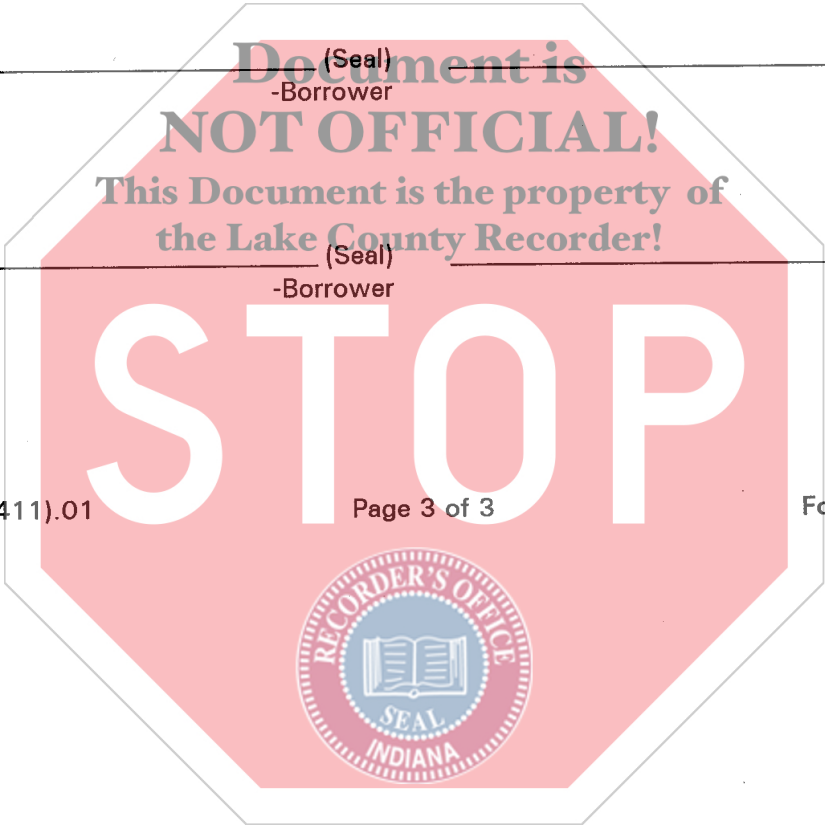 Document is
(Seal)
-Borrower
NOT OFFICIAL!
This Document is the property of
the Lake County Recorder!
(Seal)
-Borrower
STOP
411).01 Page 3 of 3 Fo
RECORDER'S OFFICE
SEAL
INDIANA